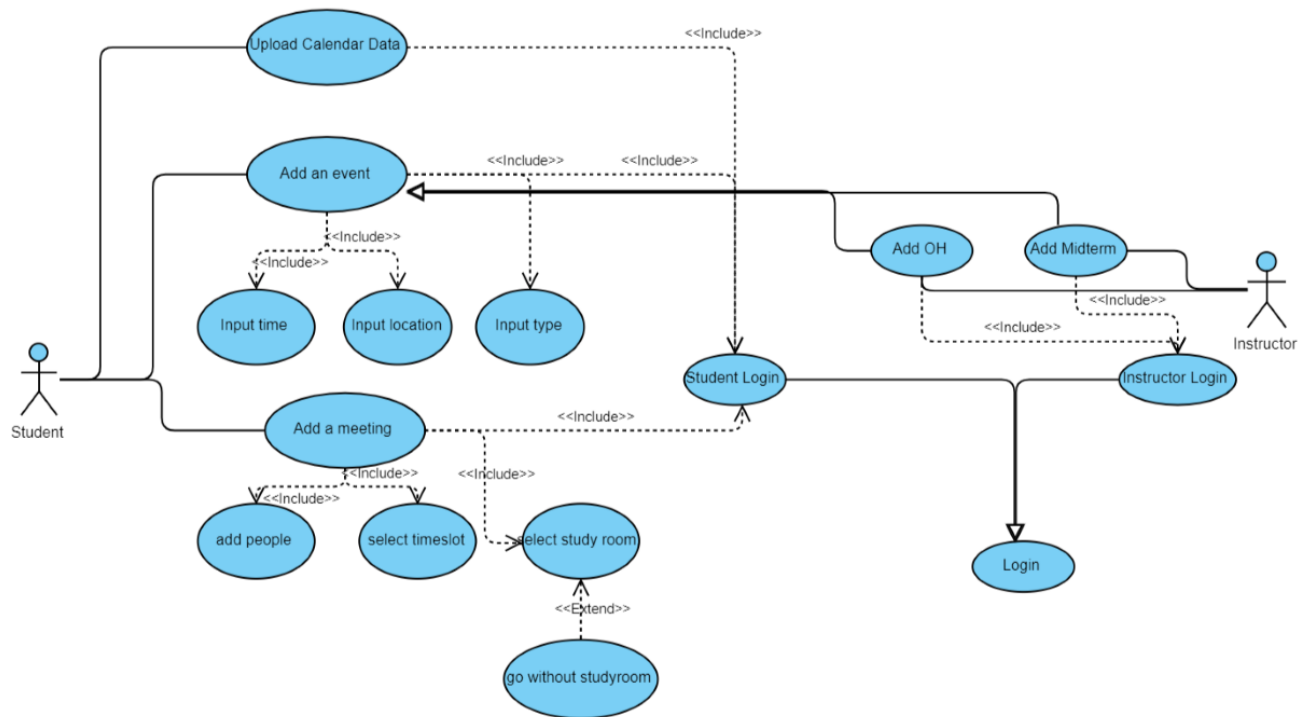 Upload Calendar Data
<<Include>>
Add an event
<<Include>>
<<Include>>
<<Include>>
<<Include>>
Add OH
Add Midterm
<<Include>>
<<Include>>
Input time
Input location
Input type
Instructor
Student Login
Instructor Login
Student
Add a meeting
<<Include>>
<<Include>>
<<Include>>
<<Include>>
add people
select timeslot
select study room
Login
<<Extend>>
go without studyroom